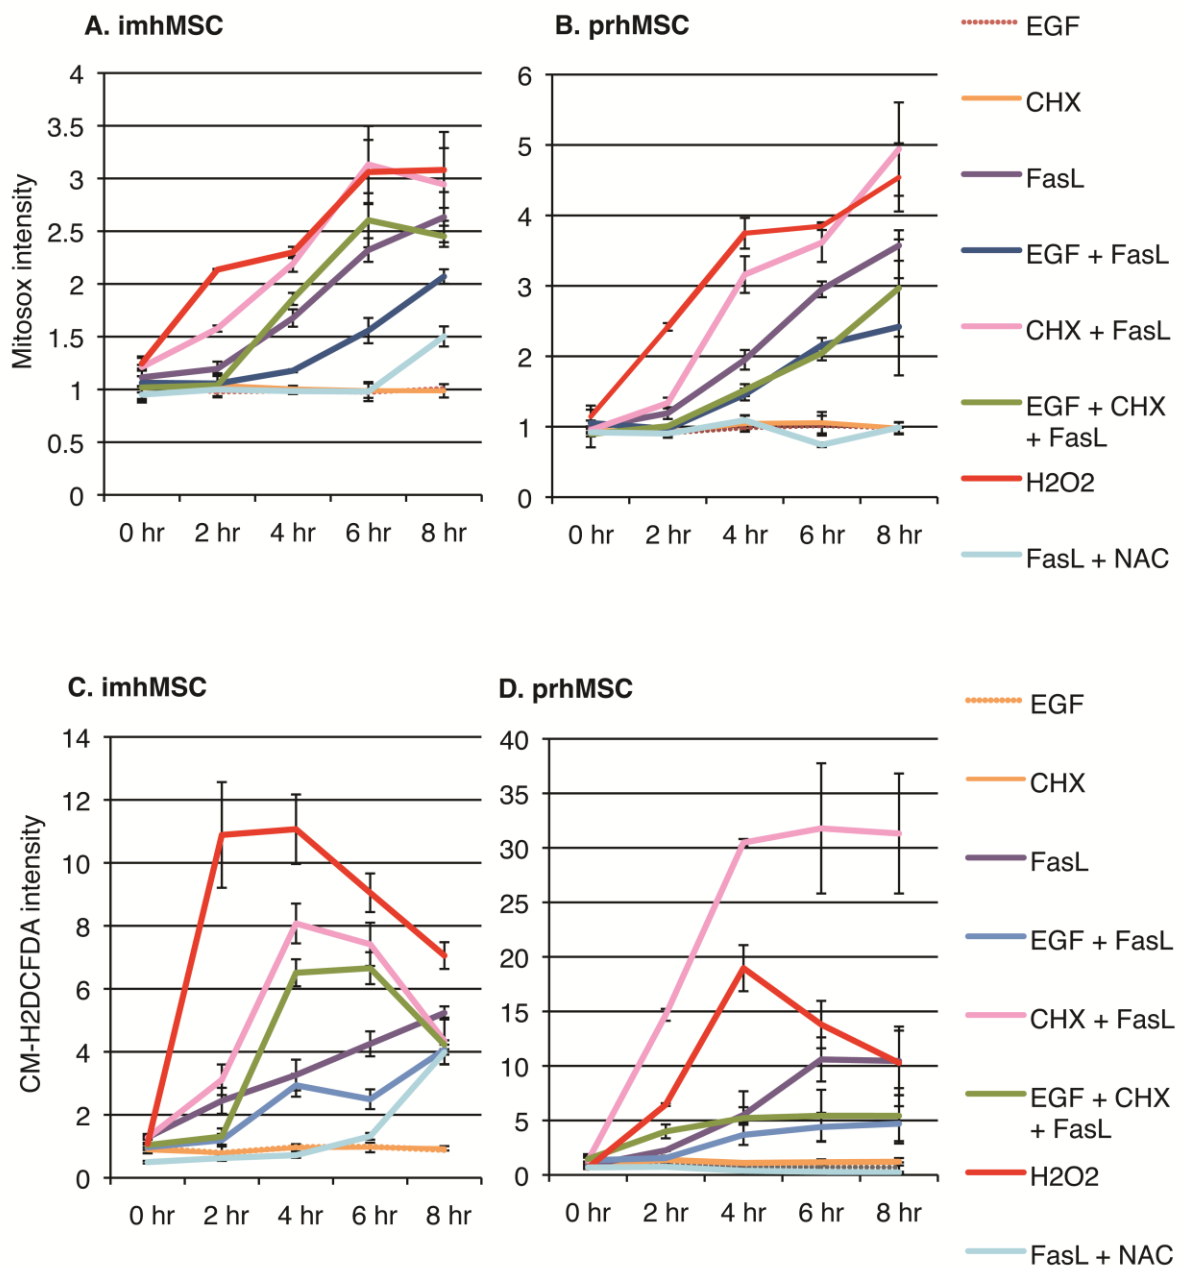 A. imhMSC
B. prhMSC
Mitosox intensity
4
3.5
3
2.5
2
1.5
1
0.5
0
0 hr 2 hr 4 hr 6 hr 8 hr
6
5
4
3
2
1
0
0 hr 2 hr 4 hr 6 hr 8 hr
EGF
CHX
FasL
EGF + FasL
CHX + FasL
EGF + CHX
+ FasL
H2O2
FasL + NAC
C. imhMSC
D. prhMSC
CM-H2DCFDA intensity
14
12
10
8
6
4
2
0
0 hr 2 hr 4 hr 6 hr 8 hr
40
35
30
25
20
15
10
5
0
0 hr 2 hr 4 hr 6 hr 8 hr
EGF
CHX
FasL
EGF + FasL
CHX + FasL
EGF + CHX
+ FasL
H2O2
FasL + NAC